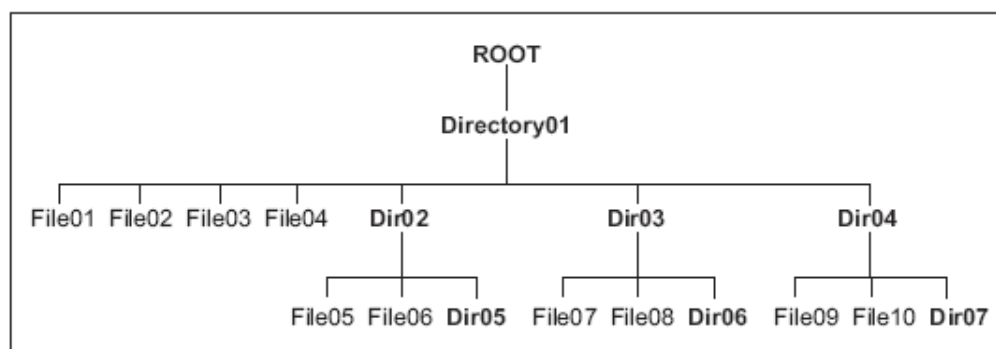 ROOT
Directory01
File01 File02 File03 File04 Dir02 Dir03 Dir04
File05 File06 Dir05 File07 File08 Dir06 File09 File10 Dir07